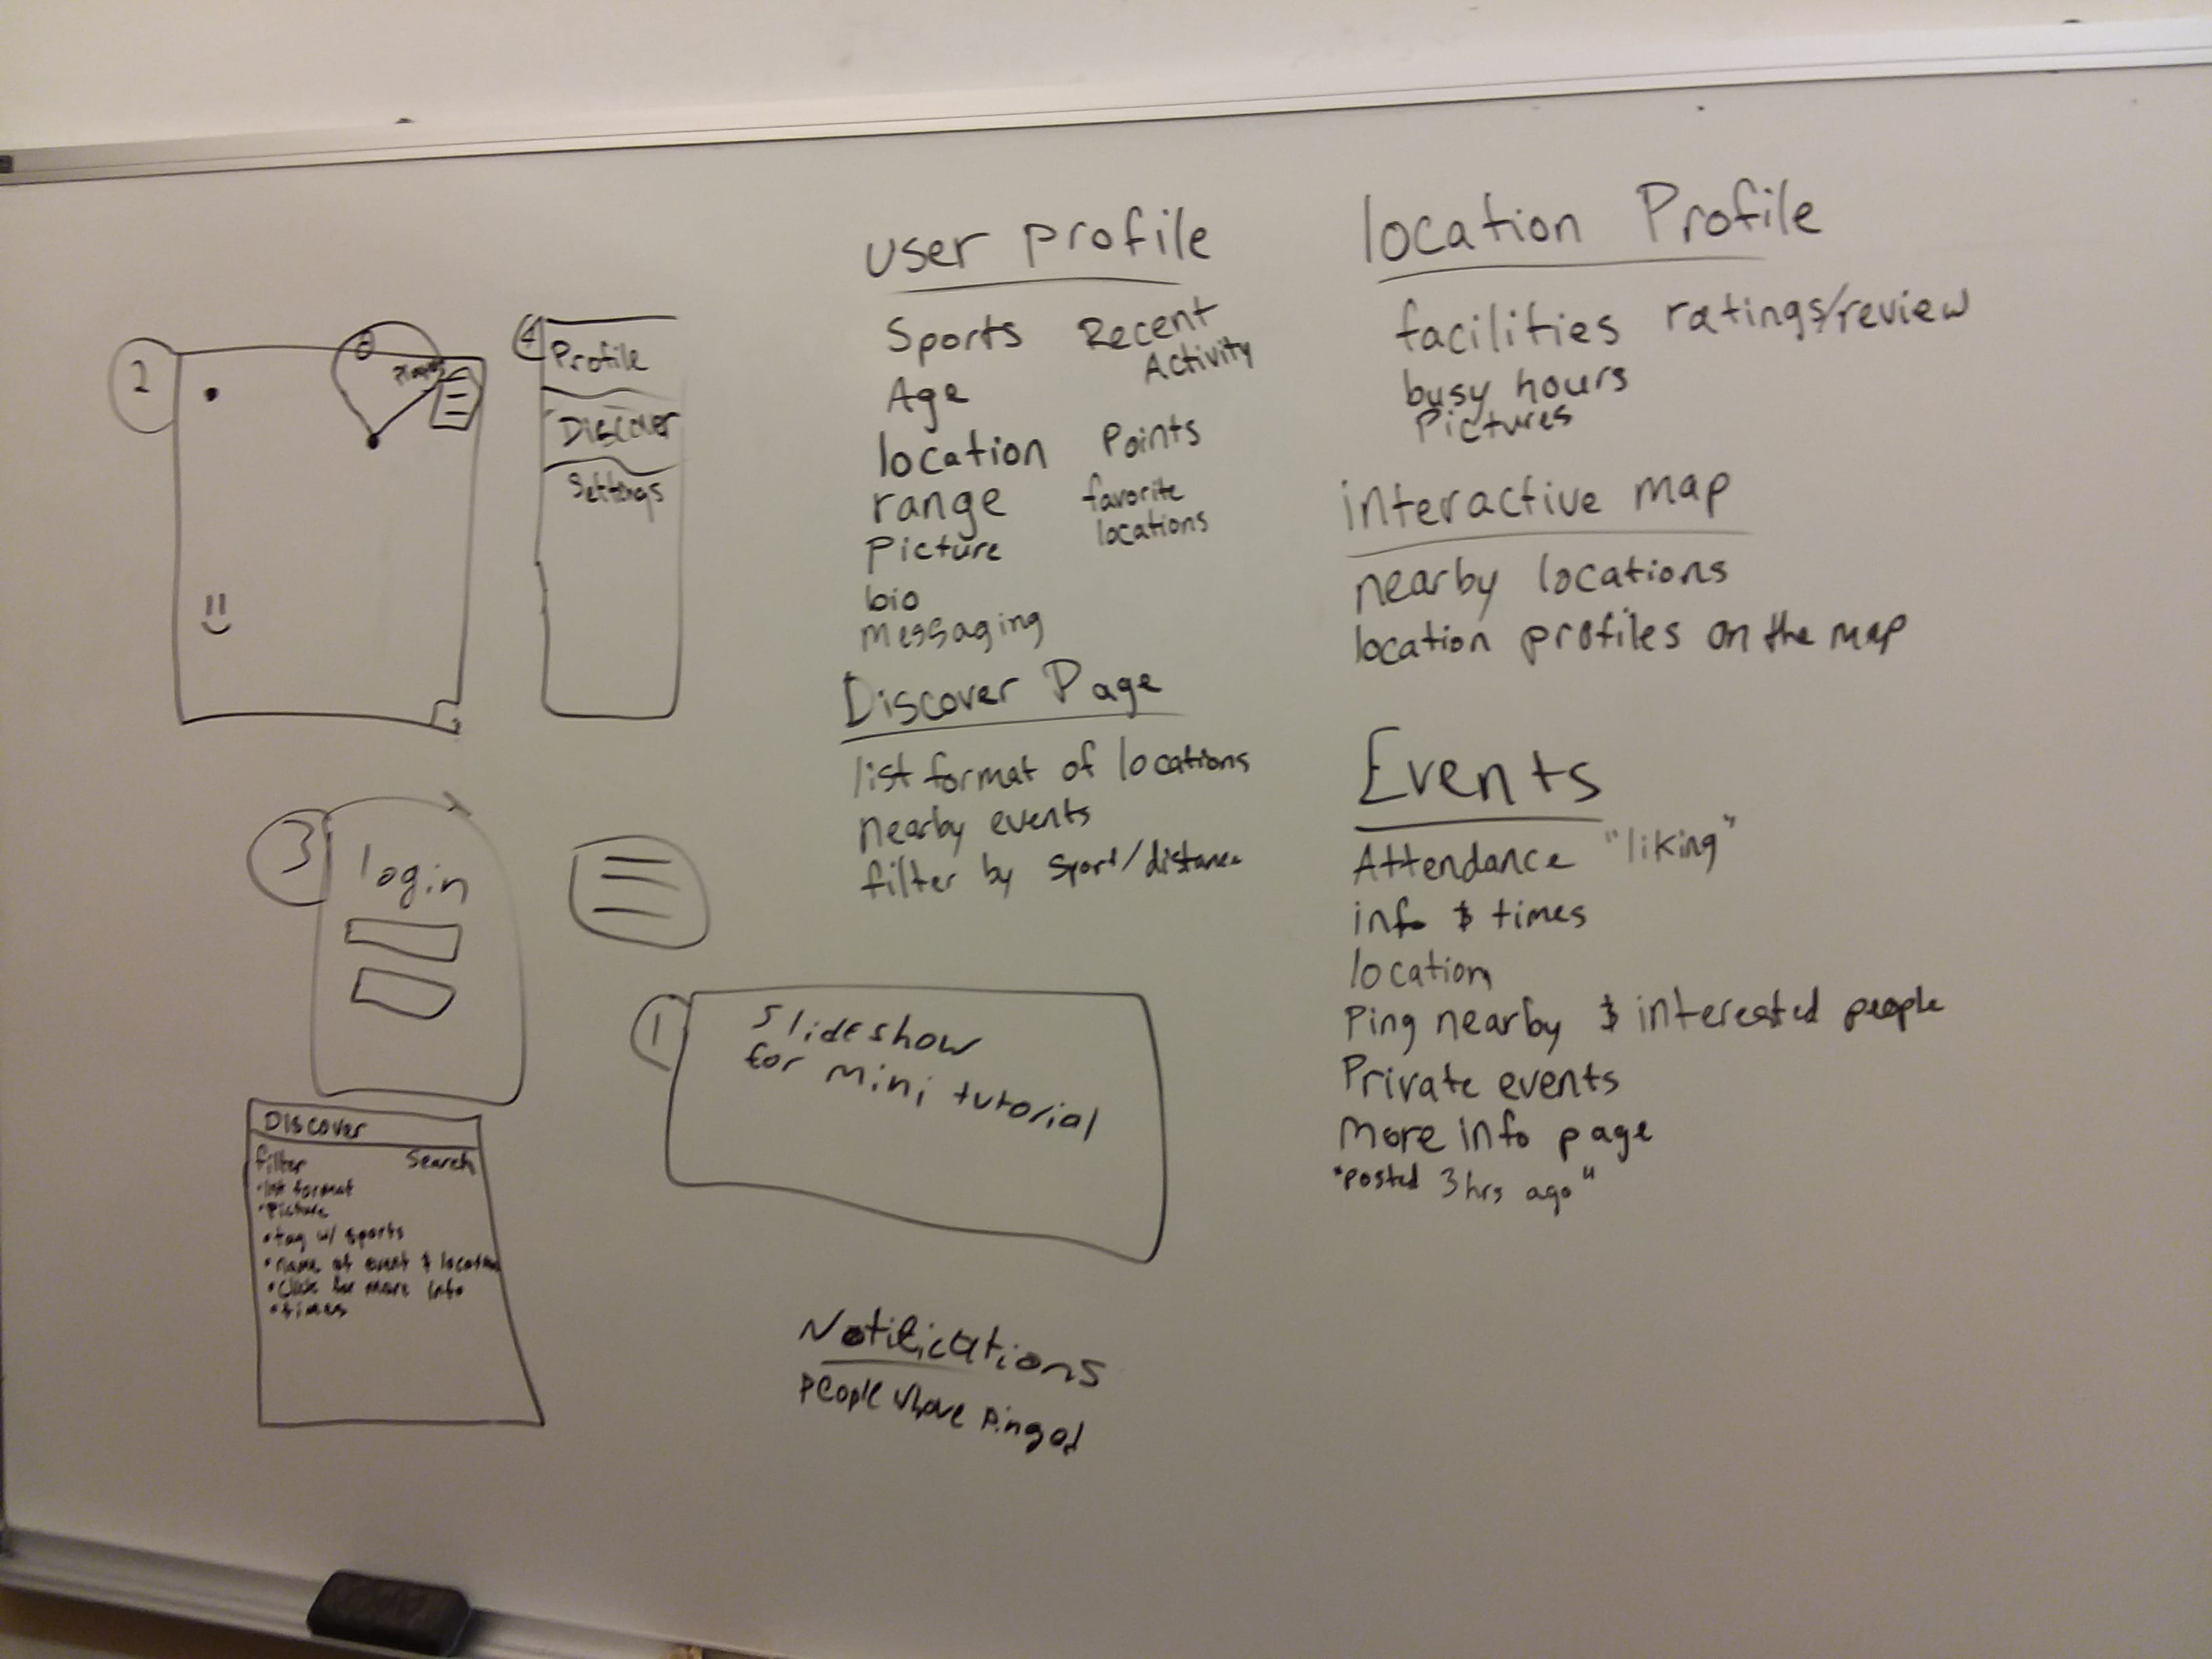 2
4
Profile
Discover
Settings
3
login
Discover
filter Search
• list format
• Picture
• tag w/ sports
• name of event & location
• Click for more info
• times
1
Slideshow
for mini tutorial
Notifications
People whove Pinged
user profile
Sports Recent
Activity
Age
location Points
range favorite
locations
Picture
bio
Messaging
Discover Page
list format of locations
nearby events
filter by sport/distance
location Profile
facilities ratings/review
busy hours
Pictures
interactive map
nearby locations
location profiles on the map
Events
Attendance "liking"
info & times
location
Ping nearby & interested people
Private events
More info page
"posted 3 hrs ago"